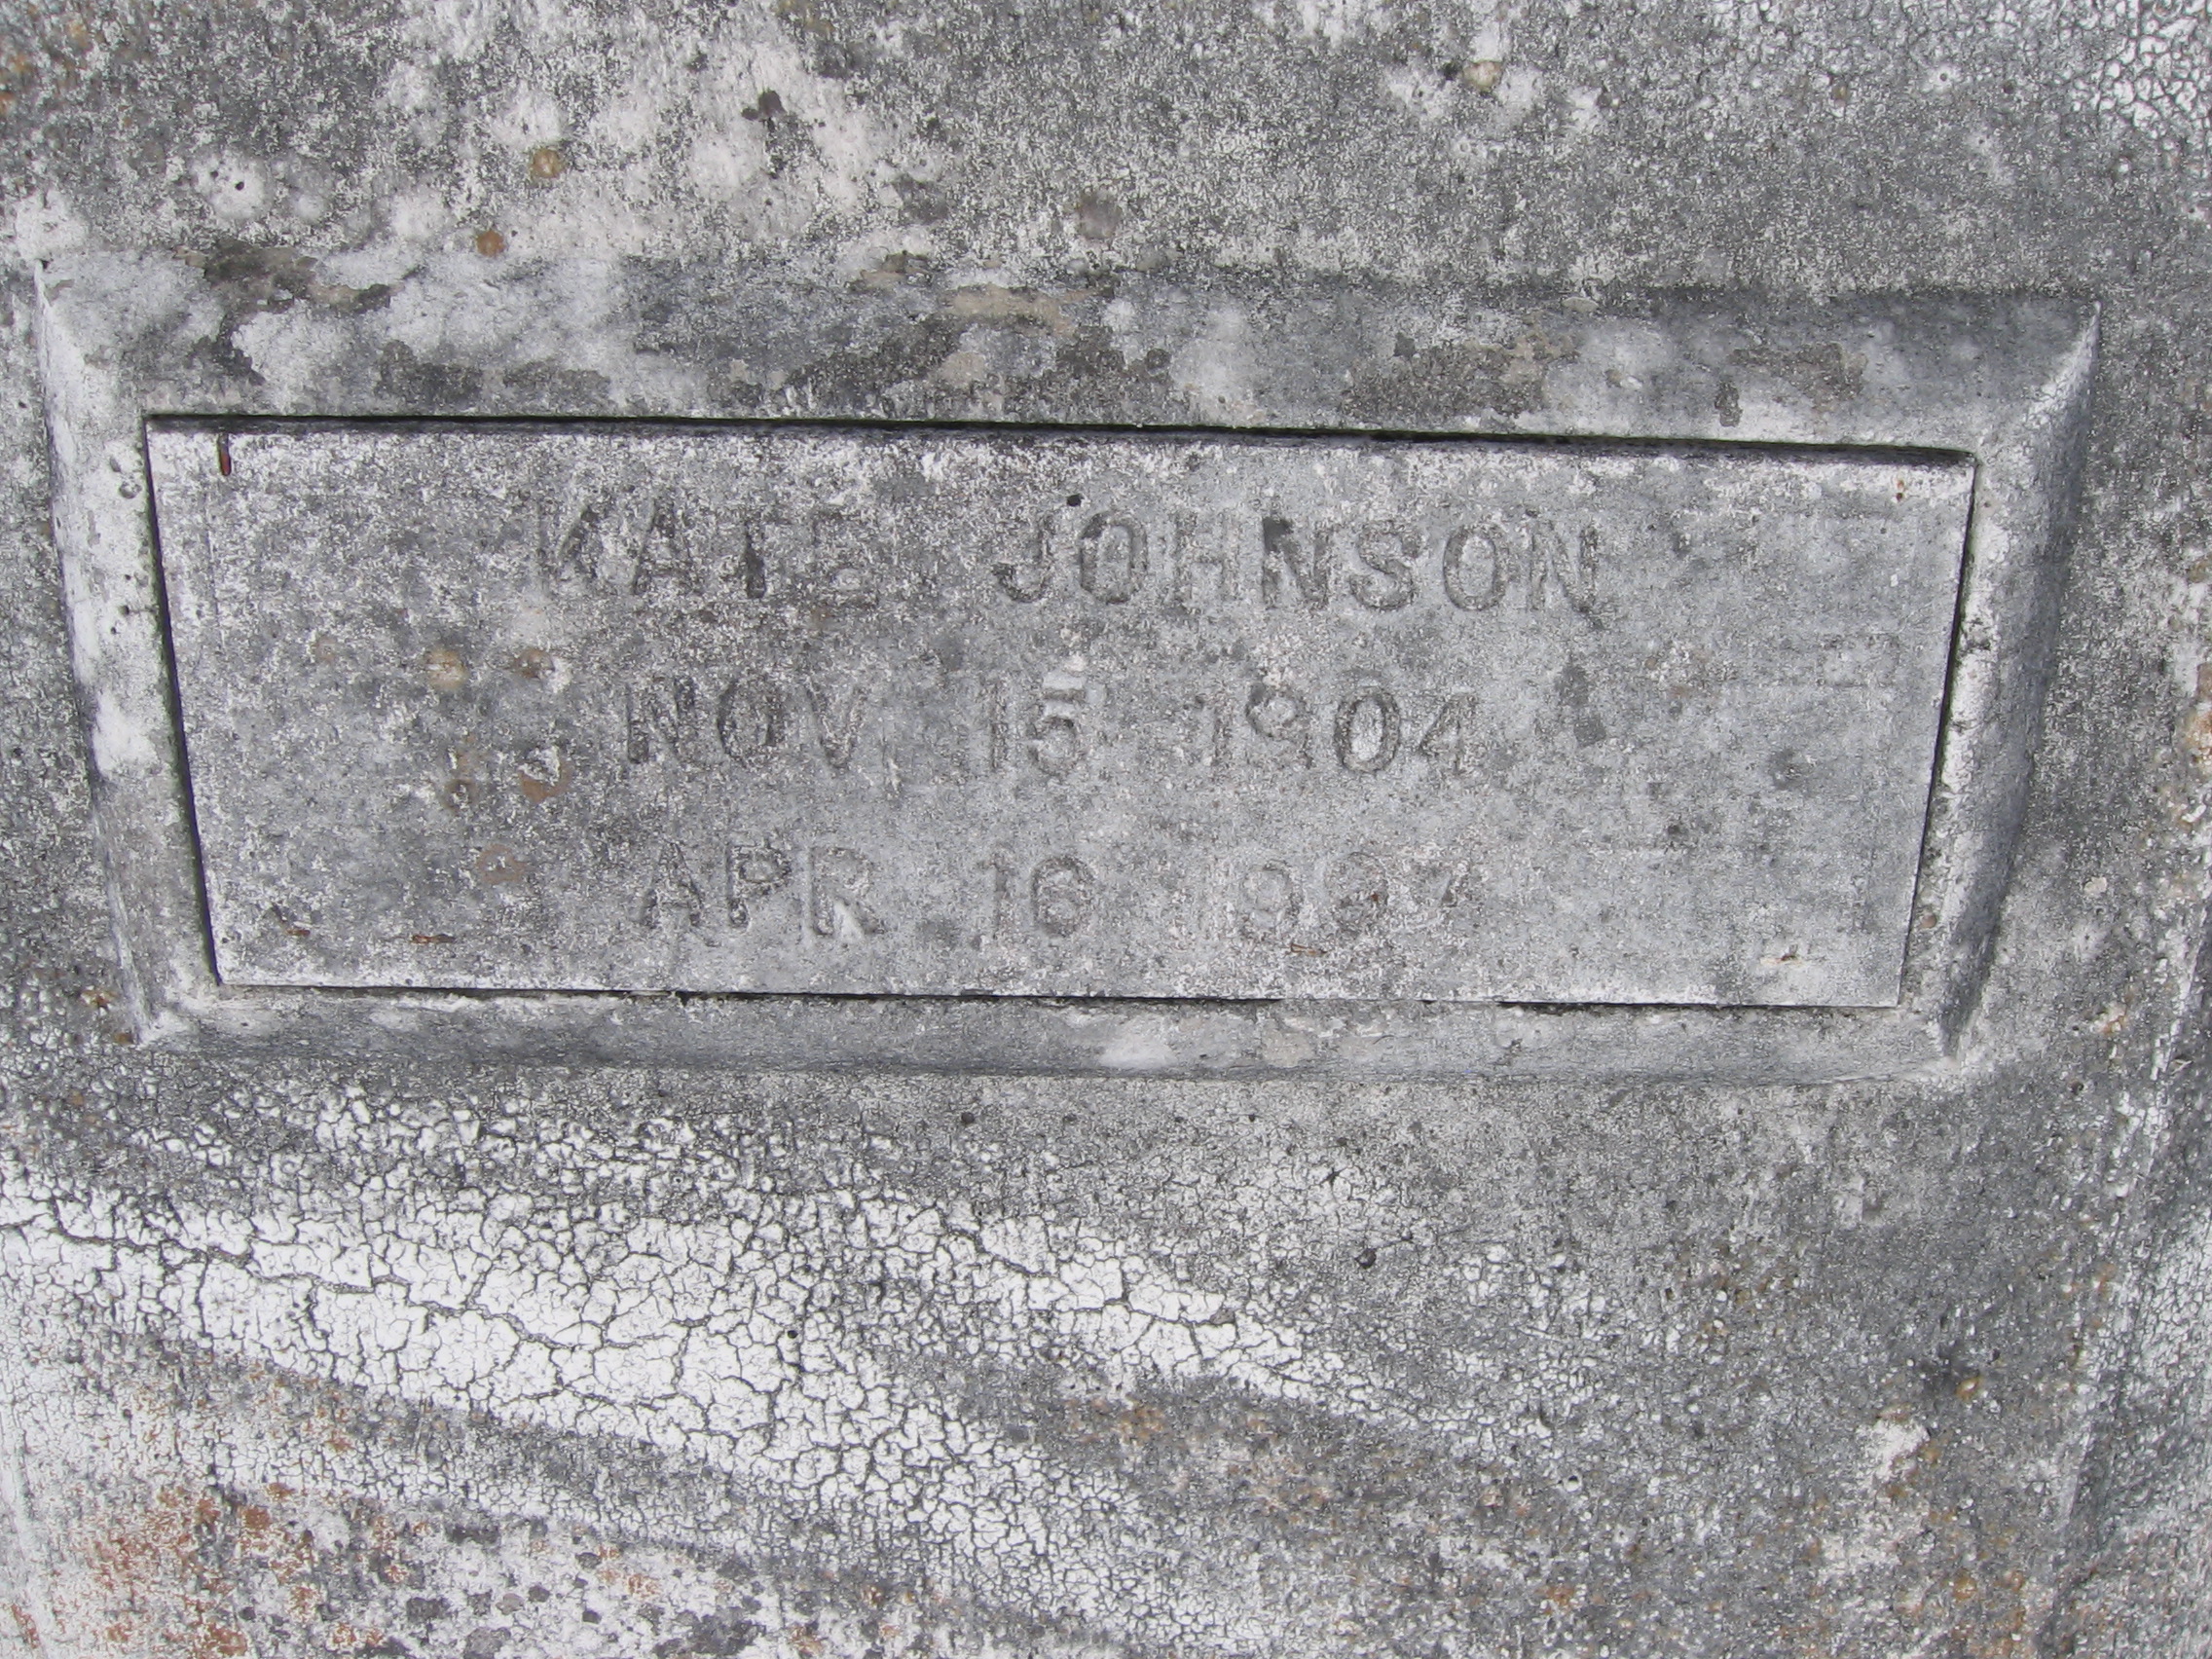 KATE JOHNSON
NOV. 15 1904
APR. 16